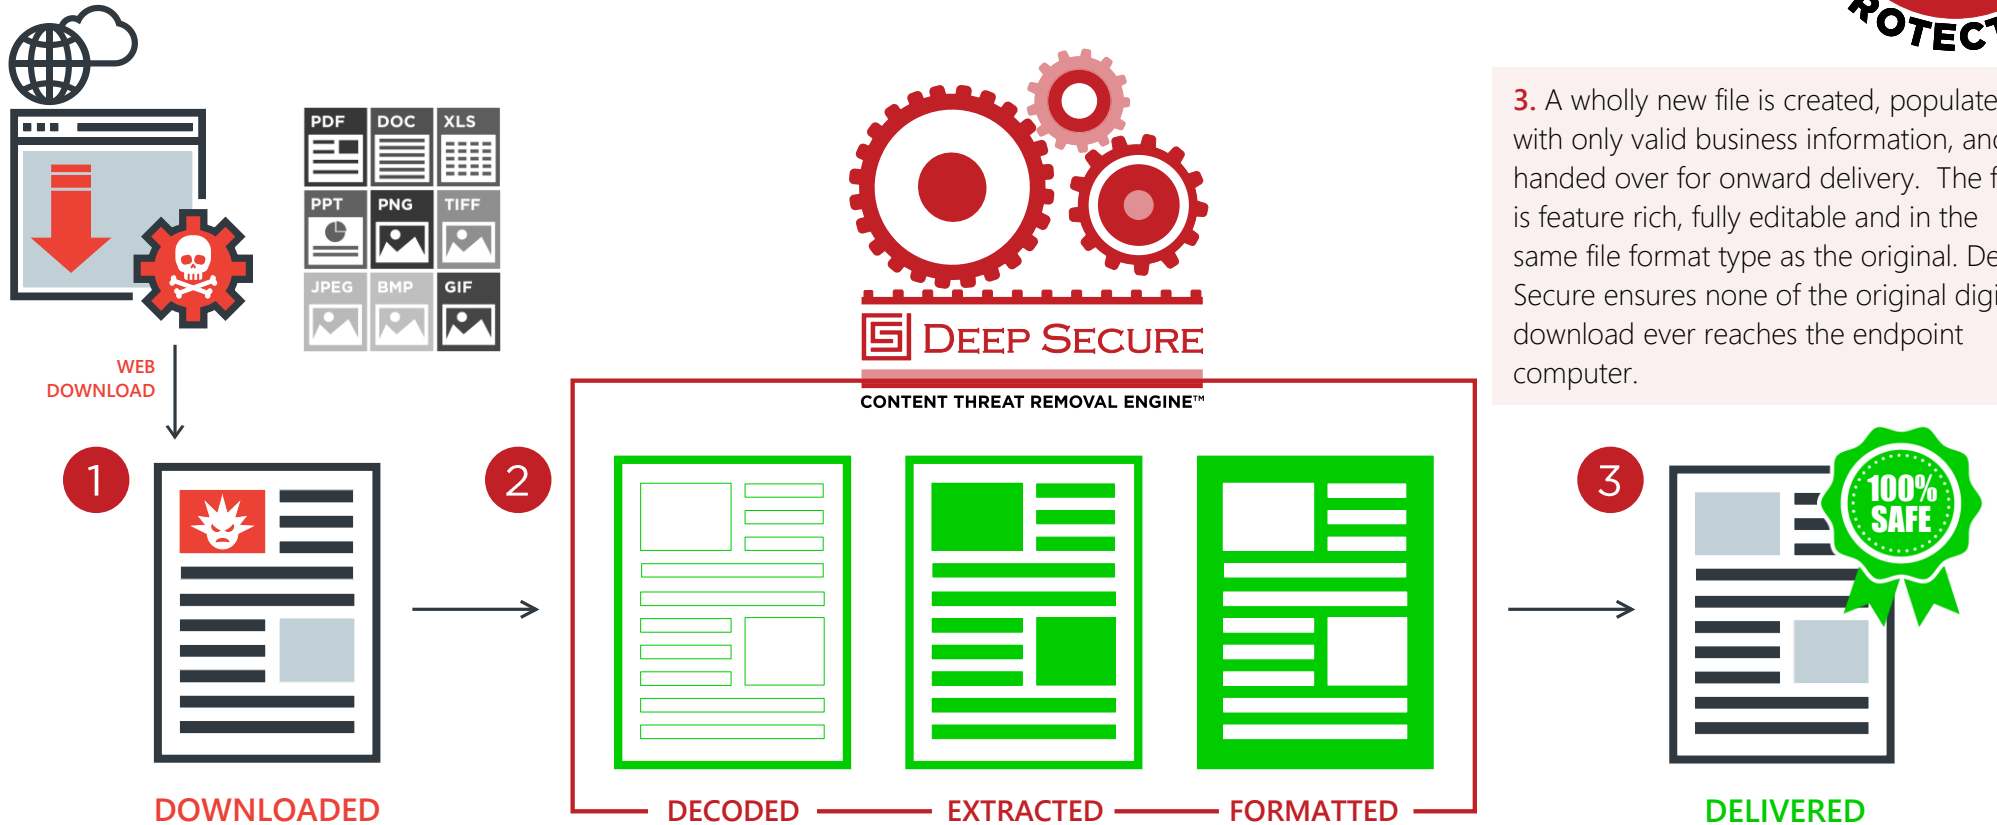 PDF DOC XLS
PPT PNG TIFF
JPEG BMP GIF
WEB
DOWNLOAD
1
DOWNLOADED
2
DEEP SECURE
CONTENT THREAT REMOVAL ENGINE™
DECODED EXTRACTED FORMATTED
ROTECT
3. A wholly new file is created, populate
with only valid business information, and
handed over for onward delivery. The f
is feature rich, fully editable and in the
same file format type as the original. De
Secure ensures none of the original digi
download ever reaches the endpoint
computer.
3
100%
SAFE
DELIVERED